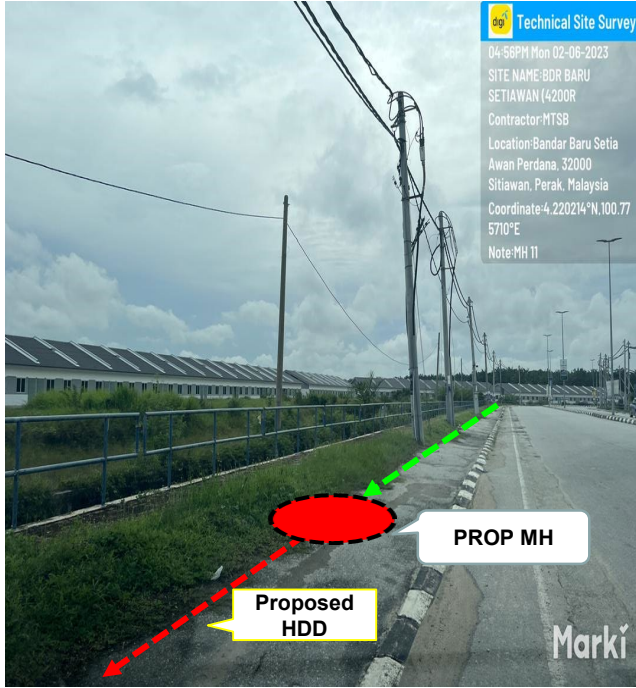 digi Technical Site Survey
04:56PM Mon 02-06-2023
SITE NAME:BDR BARU
SETIAWAN (4200R
Contractor:MTSB
Location:Bandar Baru Setia
Awan Perdana, 32000
Sitiawan, Perak, Malaysia
Coordinate:4.220214°N,100.77
5710°E
Note:MH 11
PROP MH
Proposed
HDD
Marki